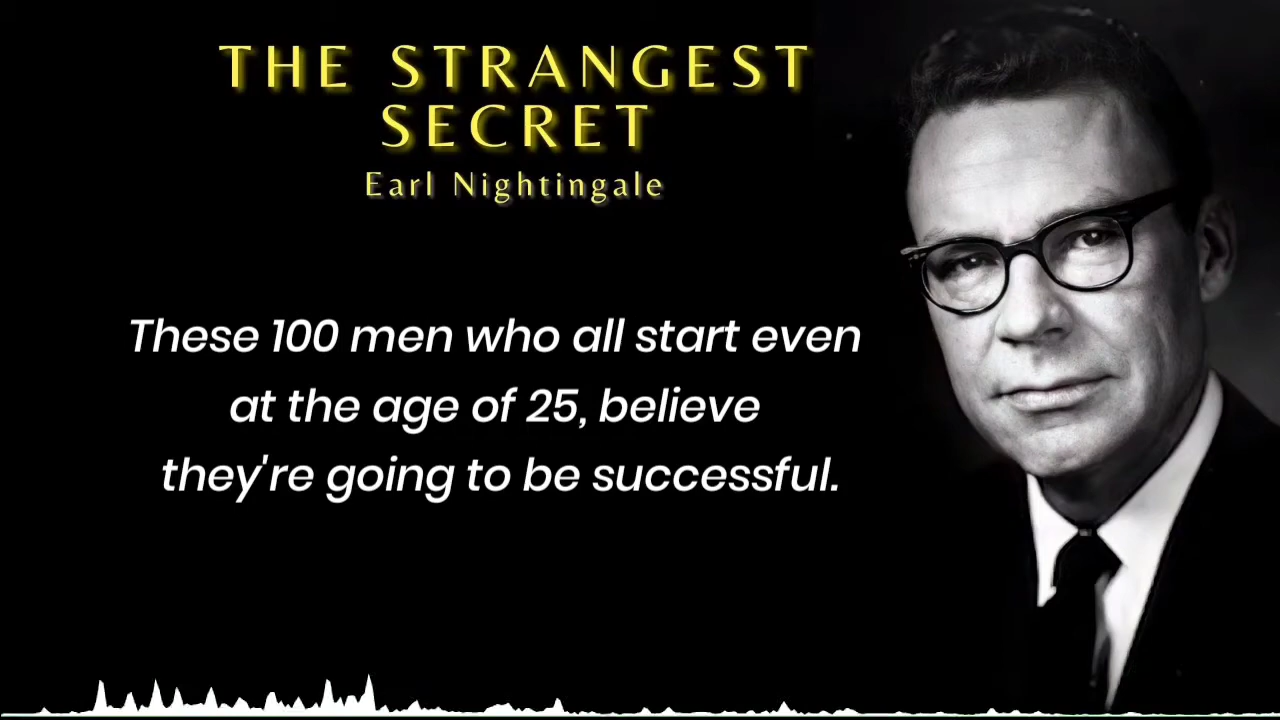 THE STRANGEST
SECRET
Earl Nightingale
These 100 men who all start even
at the age of 25, believe
they're going to be successful.